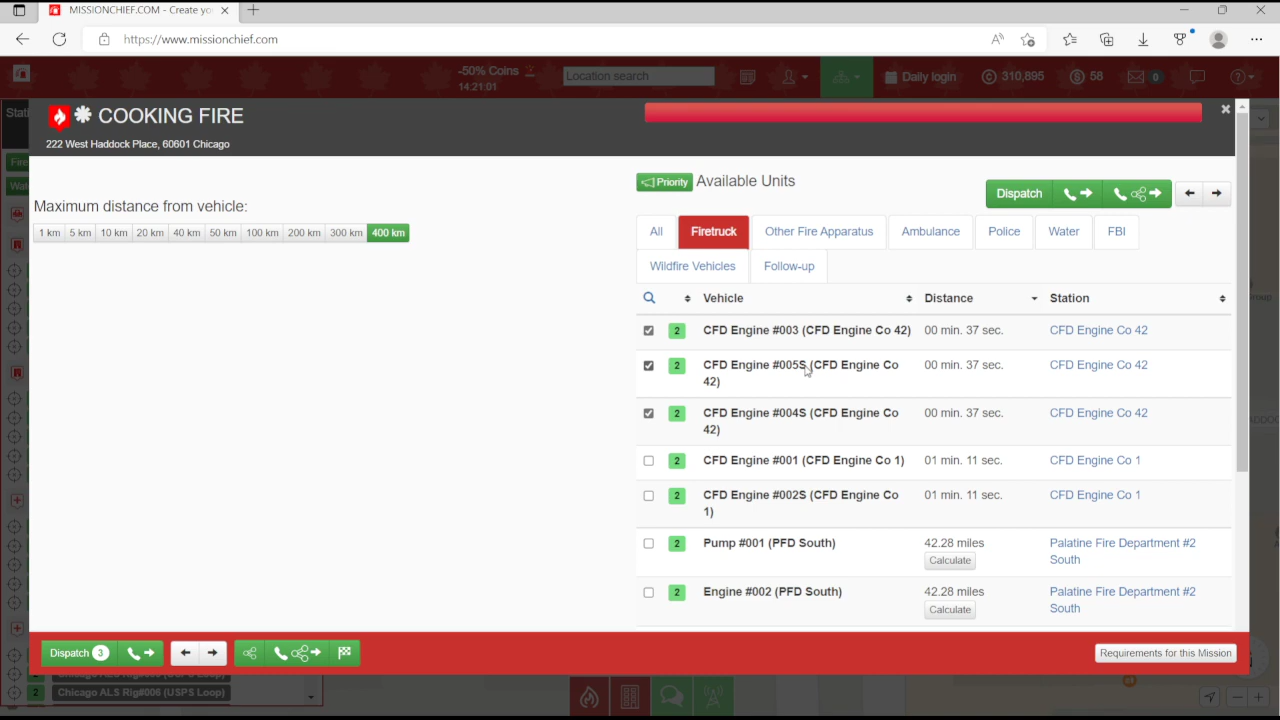 MISSIONCHIEF.COM - Create yo
https://www.missionchief.com
-50% Coins
14:21:01
Location search
Daily login
310,895
58
0
COOKING FIRE
222 West Haddock Place, 60601 Chicago
Priority
Available Units
Dispatch
Maximum distance from vehicle:
1 km 5 km 10 km 20 km 40 km 50 km 100 km 200 km 300 km 400 km
All Firetruck Other Fire Apparatus Ambulance Police Water FBI
Wildfire Vehicles Follow-up
Vehicle Distance Station
2 CFD Engine #003 (CFD Engine Co 42) 00 min. 37 sec. CFD Engine Co 42
2 CFD Engine #005S (CFD Engine Co 00 min. 37 sec. CFD Engine Co 42
42)
2 CFD Engine #004S (CFD Engine Co 00 min. 37 sec. CFD Engine Co 42
42)
2 CFD Engine #001 (CFD Engine Co 1) 01 min. 11 sec. CFD Engine Co 1
2 CFD Engine #002S (CFD Engine Co 01 min. 11 sec. CFD Engine Co 1
1)
2 Pump #001 (PFD South) 42.28 miles Palatine Fire Department #2
Calculate South
2 Engine #002 (PFD South) 42.28 miles Palatine Fire Department #2
Calculate South
Dispatch 3
Requirements for this Mission
2 Chicago ALS Rig#006 (USPS Loop)